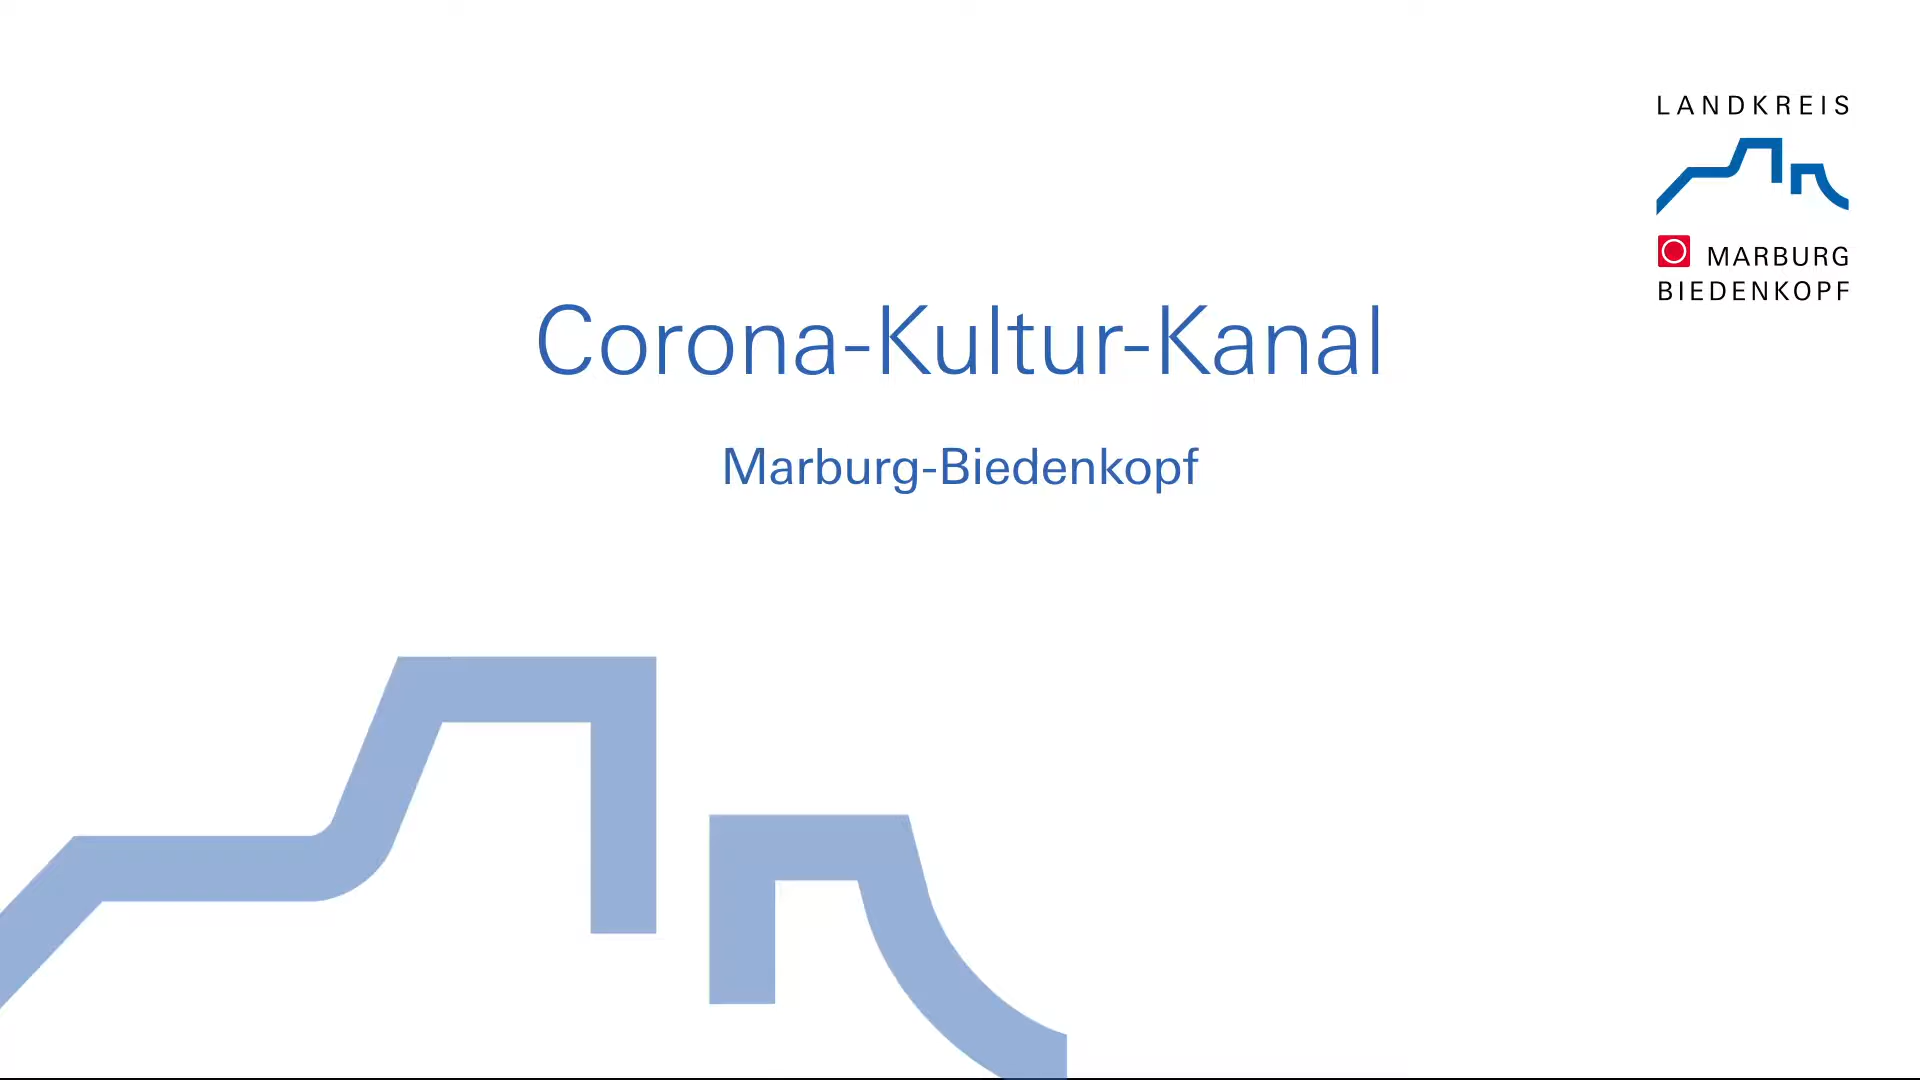 LANDKREIS
MARBURG
BIEDENKOPF
Corona-Kultur-Kanal
Marburg-Biedenkopf